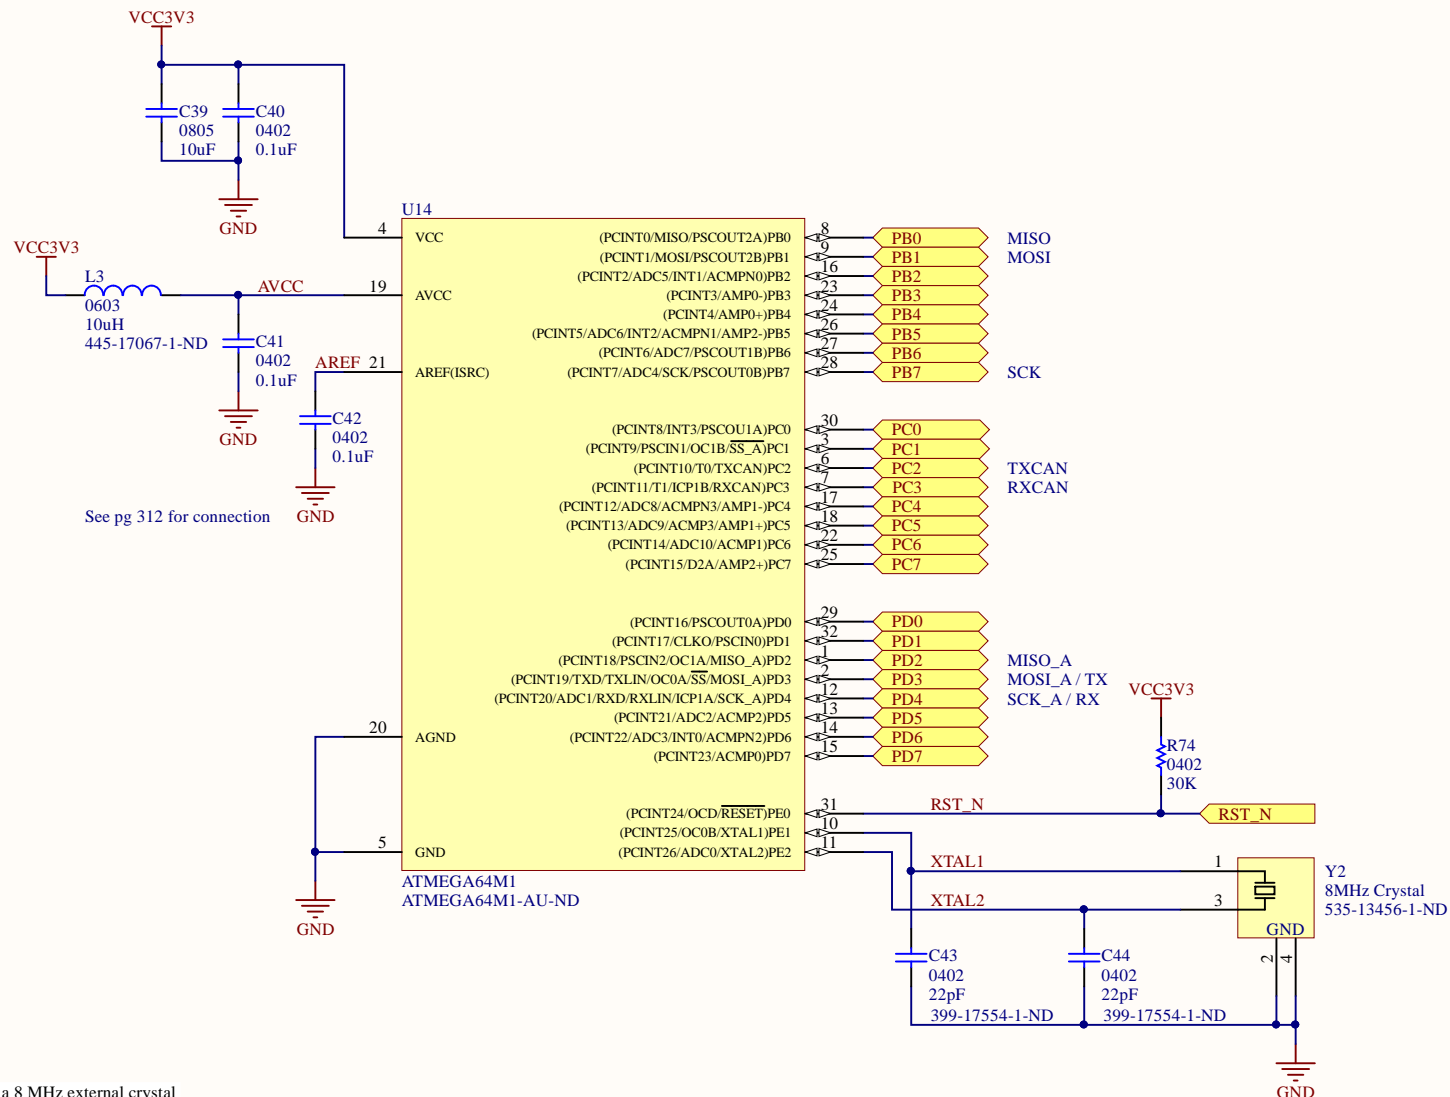 VCC3V3
C39
0805
10uF
C40
0402
0.1uF
GND
VCC3V3
L3
0603
10uH
445-17067-1-ND
AVCC
C41
0402
0.1uF
GND
AREF
C42
0402
0.1uF
GND
See pg 312 for connection
U14
4 VCC
19 AVCC
21 AREF(ISRC)
20 AGND
5 GND
GND
(PCINT0/MISO/PSCOUT2A)PB0 8 PB0 MISO
(PCINT1/MOSI/PSCOUT2B)PB1 9 PB1 MOSI
(PCINT2/ADC5/INT1/ACMPN0)PB2 16 PB2
(PCINT3/AMP0-)PB3 23 PB3
(PCINT4/AMP0+)PB4 24 PB4
(PCINT5/ADC6/INT2/ACMPN1/AMP2-)PB5 26 PB5
(PCINT6/ADC7/PSCOUT1B)PB6 27 PB6
(PCINT7/ADC4/SCK/PSCOUT0B)PB7 28 PB7 SCK
(PCINT8/INT3/PSCOU1A)PC0 30 PC0
(PCINT9/PSCIN1/OC1B/SS_A)PC1 3 PC1
(PCINT10/T0/TXCAN)PC2 6 PC2 TXCAN
(PCINT11/T1/ICP1B/RXCAN)PC3 7 PC3 RXCAN
(PCINT12/ADC8/ACMPN3/AMP1-)PC4 17 PC4
(PCINT13/ADC9/ACMP3/AMP1+)PC5 18 PC5
(PCINT14/ADC10/ACMP1)PC6 22 PC6
(PCINT15/D2A/AMP2+)PC7 25 PC7
(PCINT16/PSCOUT0A)PD0 29 PD0
(PCINT17/CLKO/PSCIN0)PD1 32 PD1
(PCINT18/PSCIN2/OC1A/MISO_A)PD2 1 PD2 MISO_A
(PCINT19/TXD/TXLIN/OC0A/SS/MOSI_A)PD3 2 PD3 MOSI_A / TX
(PCINT20/ADC1/RXD/RXLIN/ICP1A/SCK_A)PD4 12 PD4 SCK_A / RX
(PCINT21/ADC2/ACMP2)PD5 13 PD5
(PCINT22/ADC3/INT0/ACMPN2)PD6 14 PD6
(PCINT23/ACMP0)PD7 15 PD7
(PCINT24/OCD/RESET)PE0 31 RST_N RST_N
(PCINT25/OC0B/XTAL1)PE1 10
(PCINT26/ADC0/XTAL2)PE2 11
ATMEGA64M1
ATMEGA64M1-AU-ND
VCC3V3
R74
0402
30K
XTAL1 1
XTAL2 3
Y2
8MHz Crystal
535-13456-1-ND
GND
2 4
C43
0402
22pF
399-17554-1-ND
C44
0402
22pF
399-17554-1-ND
GND
a 8 MHz external crystal